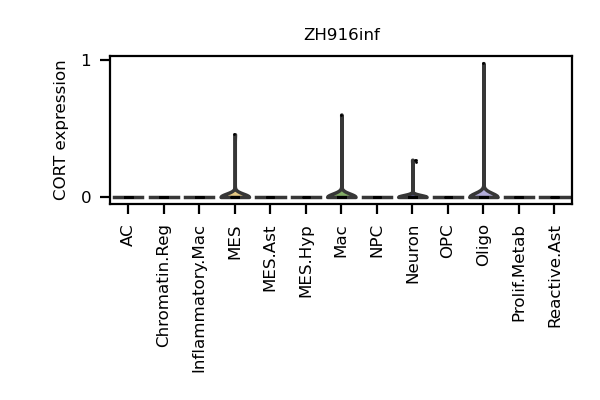 ZH916inf
CORT expression
1
0
AC
Chromatin.Reg
Inflammatory.Mac
MES
MES.Ast
MES.Hyp
Mac
NPC
Neuron
OPC
Oligo
Prolif.Metab
Reactive.Ast